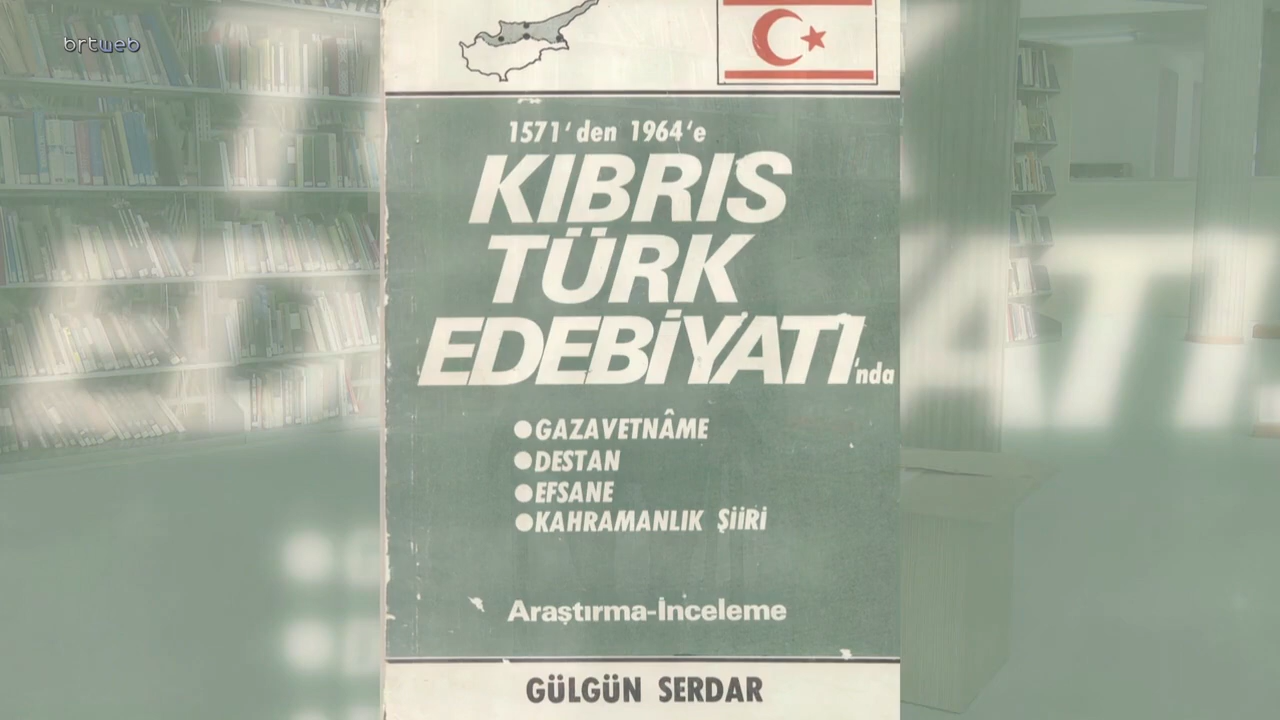 brtweb
1571'den 1964'e
KIBRIS
TÜRK
EDEBİYATI'nda
●GAZAVETNÂME
●DESTAN
●EFSANE
●KAHRAMANLIK ŞİİRİ
Araştırma-İnceleme
GÜLGÜN SERDAR